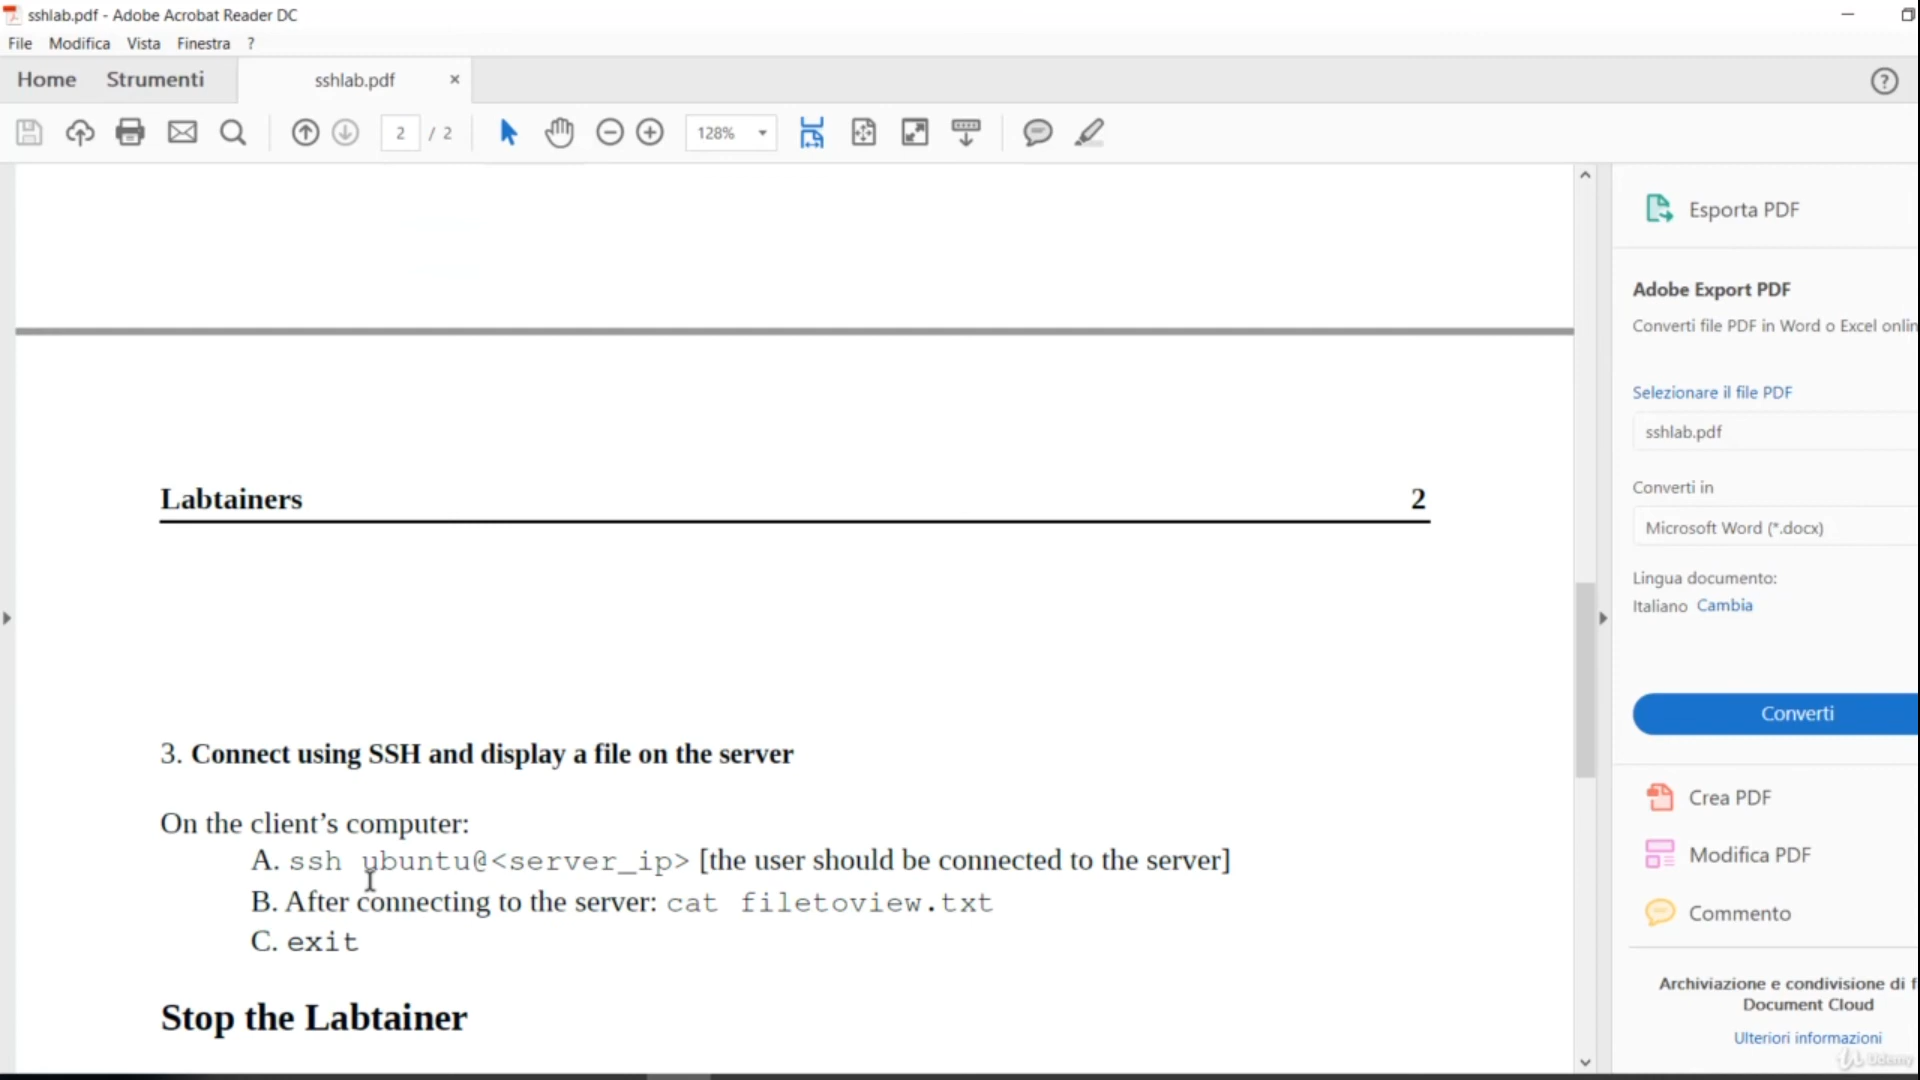 sshlab.pdf - Adobe Acrobat Reader DC
File Modifica Vista Finestra ?
Home Strumenti sshlab.pdf ×
2 / 2 128%
Esporta PDF
Adobe Export PDF
Converti file PDF in Word o Excel onlin
Selezionare il file PDF
sshlab.pdf
Converti in
Microsoft Word (*.docx)
Lingua documento:
Italiano Cambia
Converti
Crea PDF
Modifica PDF
Commento
Archiviazione e condivisione di f
Document Cloud
Ulteriori informazioni
Udemy
Labtainers 2
3. Connect using SSH and display a file on the server
On the client’s computer:
A. ssh ubuntu@<server_ip> [the user should be connected to the server]
B. After connecting to the server: cat filetoview.txt
C. exit
Stop the Labtainer